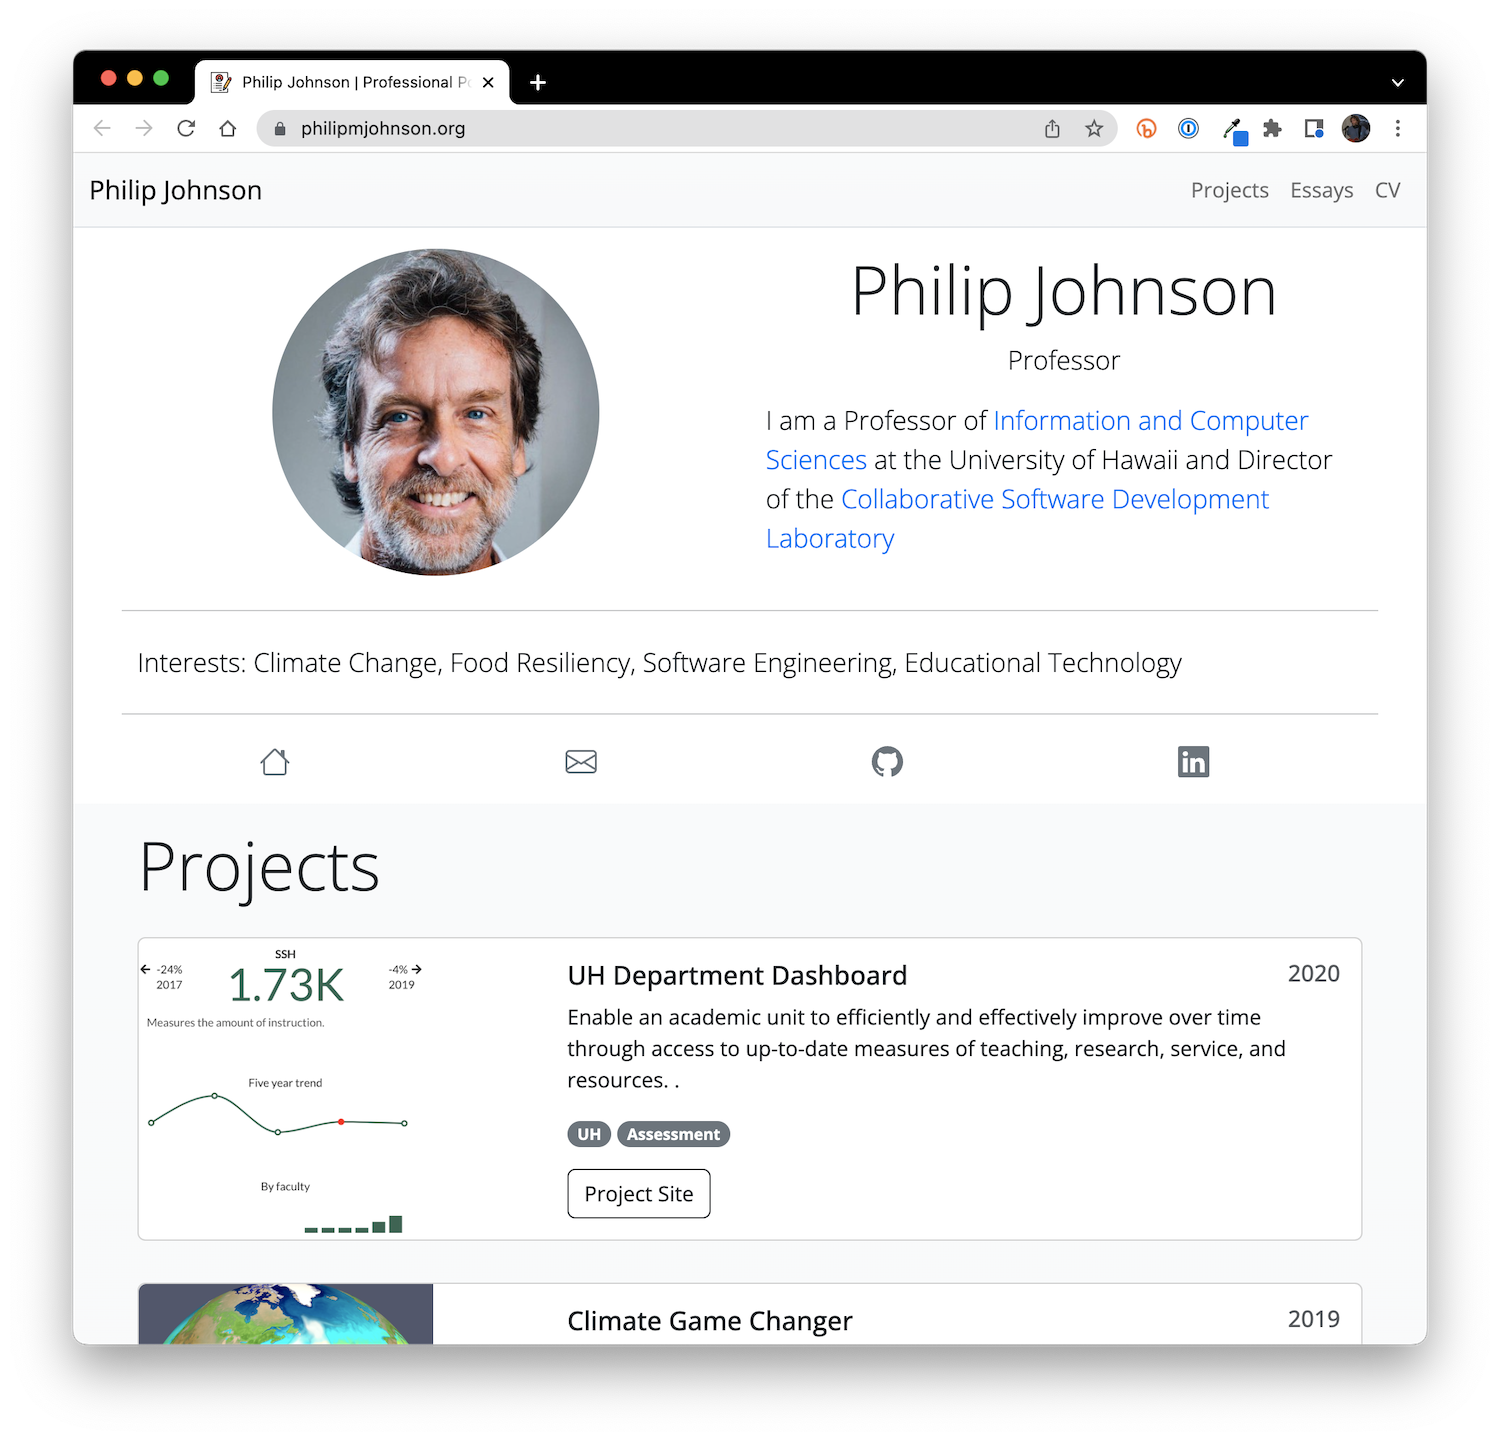 Philip Johnson | Professional Po
philipmjohnson.org
Philip Johnson
Projects Essays CV
Philip Johnson
Professor
I am a Professor of Information and Computer
Sciences at the University of Hawaii and Director
of the Collaborative Software Development
Laboratory
Interests: Climate Change, Food Resiliency, Software Engineering, Educational Technology
in
Projects
SSH
-24%
2017
1.73K
-4%
2019
Measures the amount of instruction.
Five year trend
By faculty
UH Department Dashboard
2020
Enable an academic unit to efficiently and effectively improve over time
through access to up-to-date measures of teaching, research, service, and
resources. .
UH Assessment
Project Site
Climate Game Changer
2019